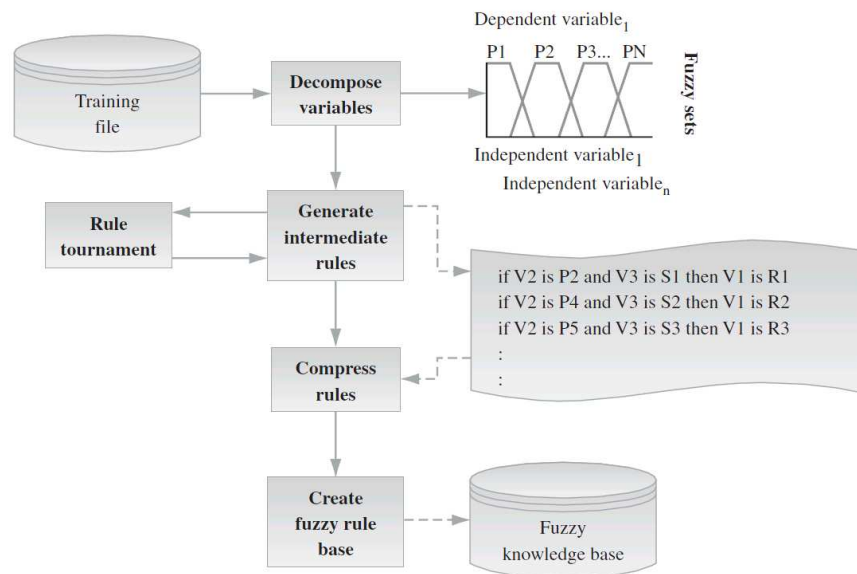 Dependent variable1
P1 P2 P3... PN
Fuzzy sets
Training
file
Decompose
variables
Independent variable1
Independent variablen
Rule
tournament
Generate
intermediate
rules
if V2 is P2 and V3 is S1 then V1 is R1
if V2 is P4 and V3 is S2 then V1 is R2
if V2 is P5 and V3 is S3 then V1 is R3
:
:
Compress
rules
Create
fuzzy rule
base
Fuzzy
knowledge base